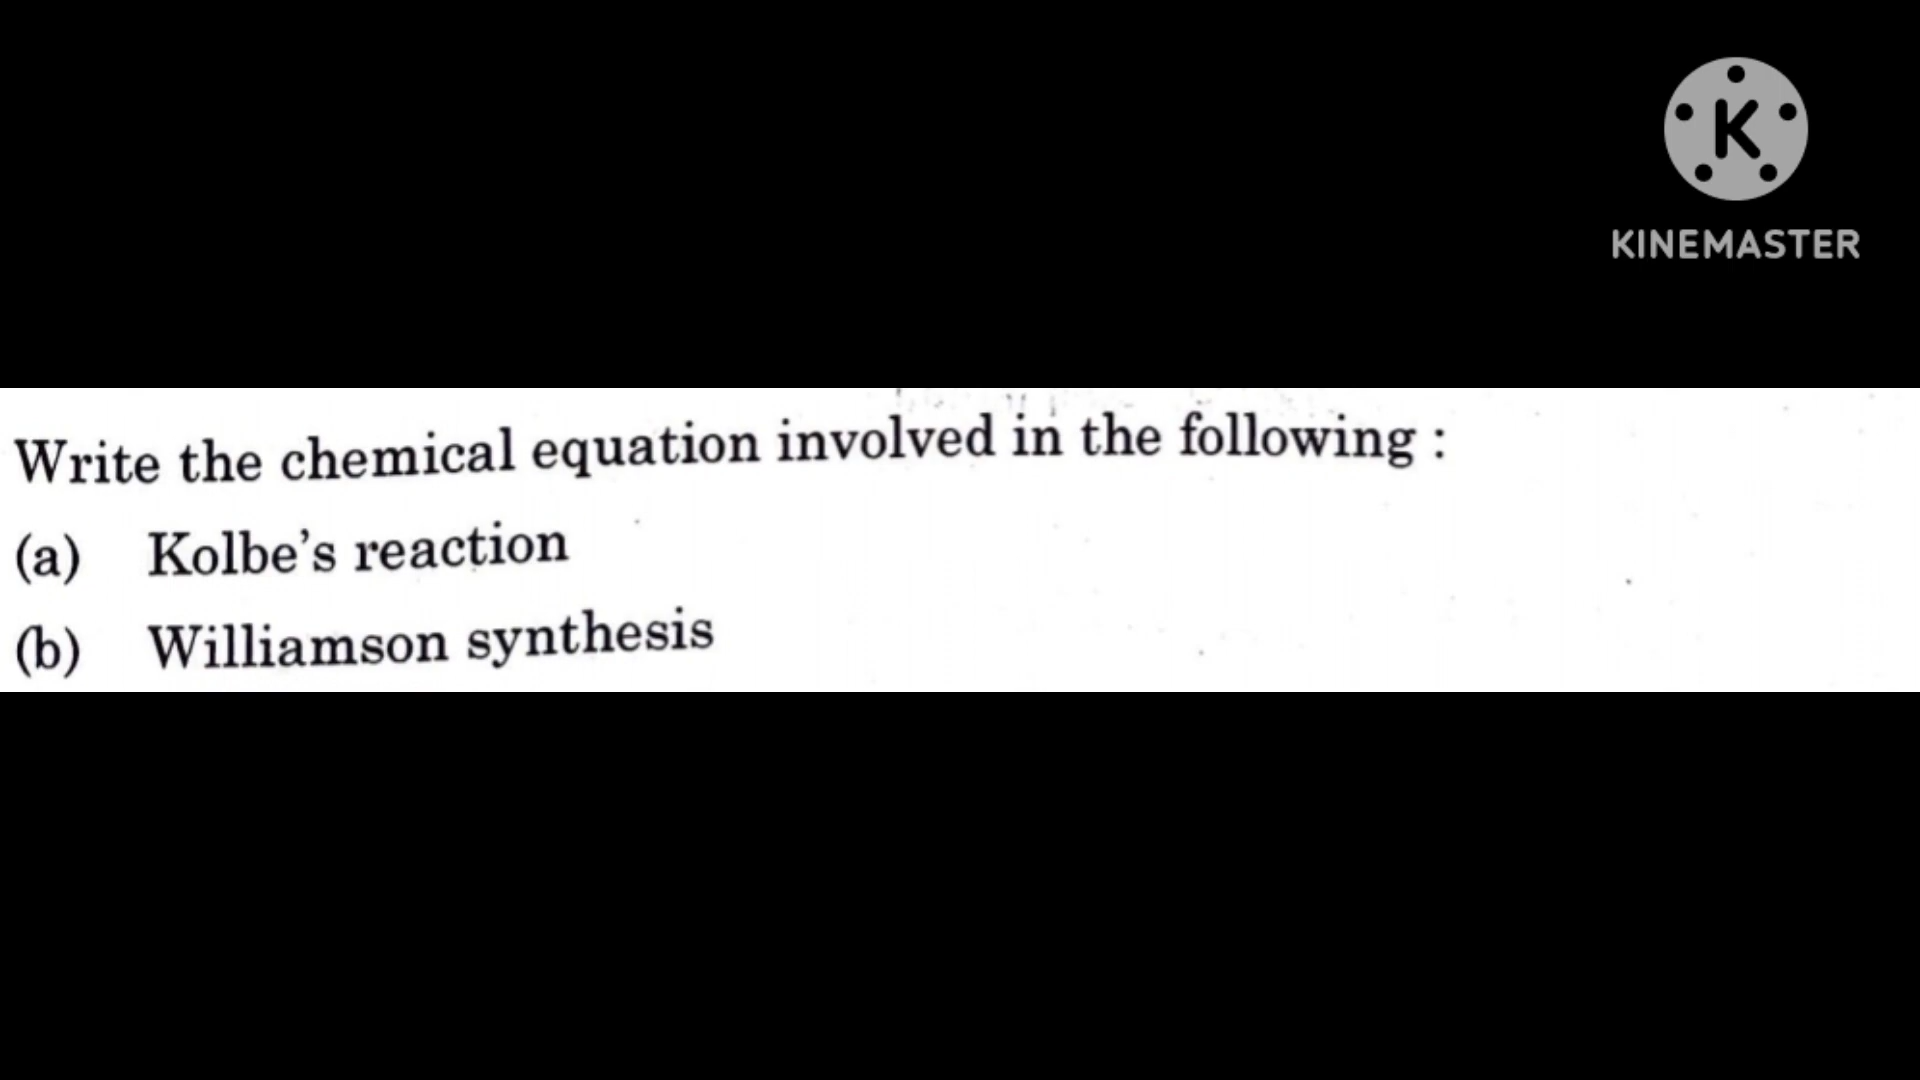 KINEMASTER
Write the chemical equation involved in the following :
(a) Kolbe's reaction
(b) Williamson synthesis